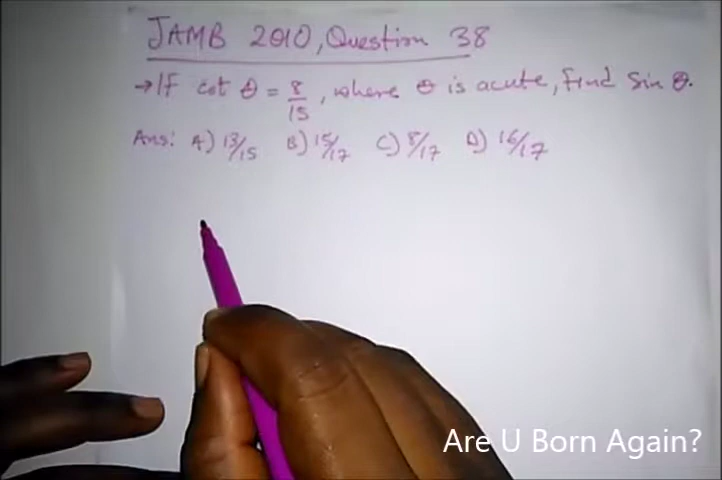 JAMB 2010, Question 38
→ If cot θ = 8/15, where θ is acute, find Sin θ.
Ans: A) 13/15 B) 15/17 C) 8/17 D) 16/17
Are U Born Again?